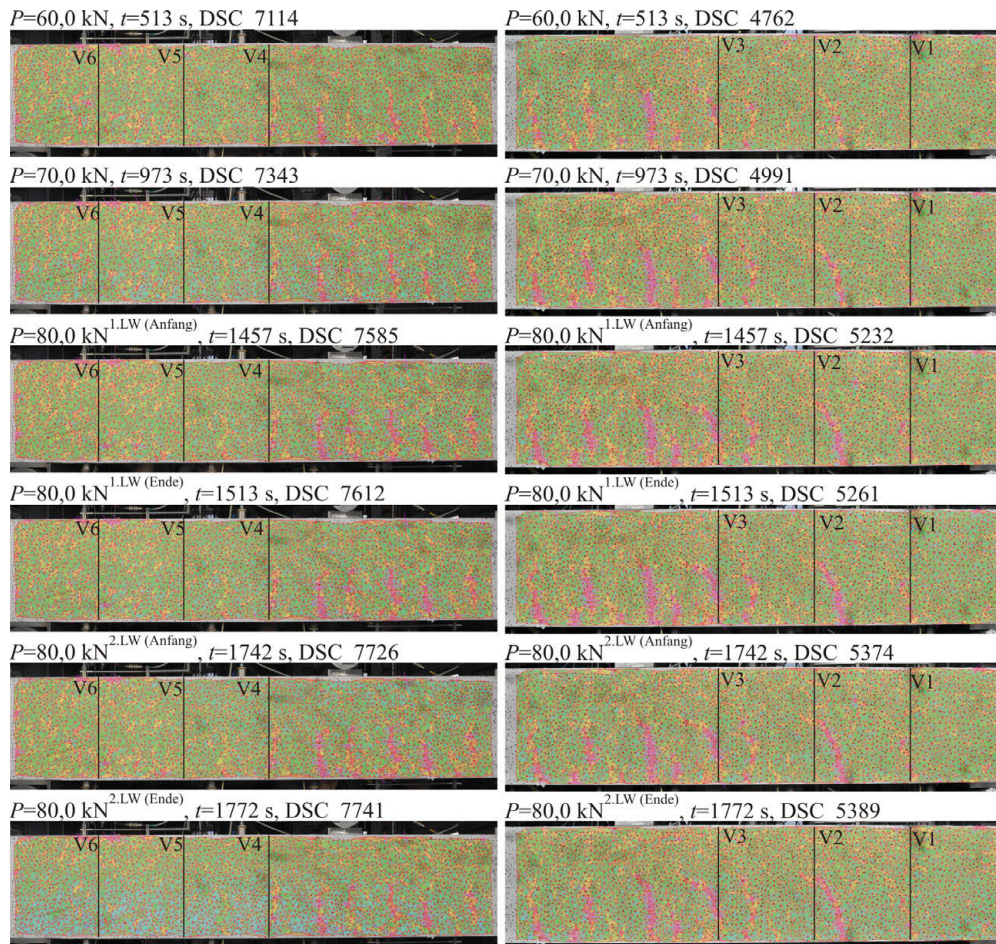 P=60,0 kN, t=513 s, DSC 7114
V6 V5 V4
P=60,0 kN, t=513 s, DSC 4762
V3 V2 V1
P=70,0 kN, t=973 s, DSC 7343
V6 V5 V4
P=70,0 kN, t=973 s, DSC 4991
V3 V2 V1
P=80,0 kN1.LW (Anfang), t=1457 s, DSC 7585
V6 V5 V4
P=80,0 kN1.LW (Anfang), t=1457 s, DSC 5232
V3 V2 V1
P=80,0 kN1.LW (Ende), t=1513 s, DSC 7612
V6 V5 V4
P=80,0 kN1.LW (Ende), t=1513 s, DSC 5261
V3 V2 V1
P=80,0 kN2.LW (Anfang), t=1742 s, DSC 7726
V6 V5 V4
P=80,0 kN2.LW (Anfang), t=1742 s, DSC 5374
V3 V2 V1
P=80,0 kN2.LW (Ende), t=1772 s, DSC 7741
V6 V5 V4
P=80,0 kN2.LW (Ende), t=1772 s, DSC 5389
V3 V2 V1